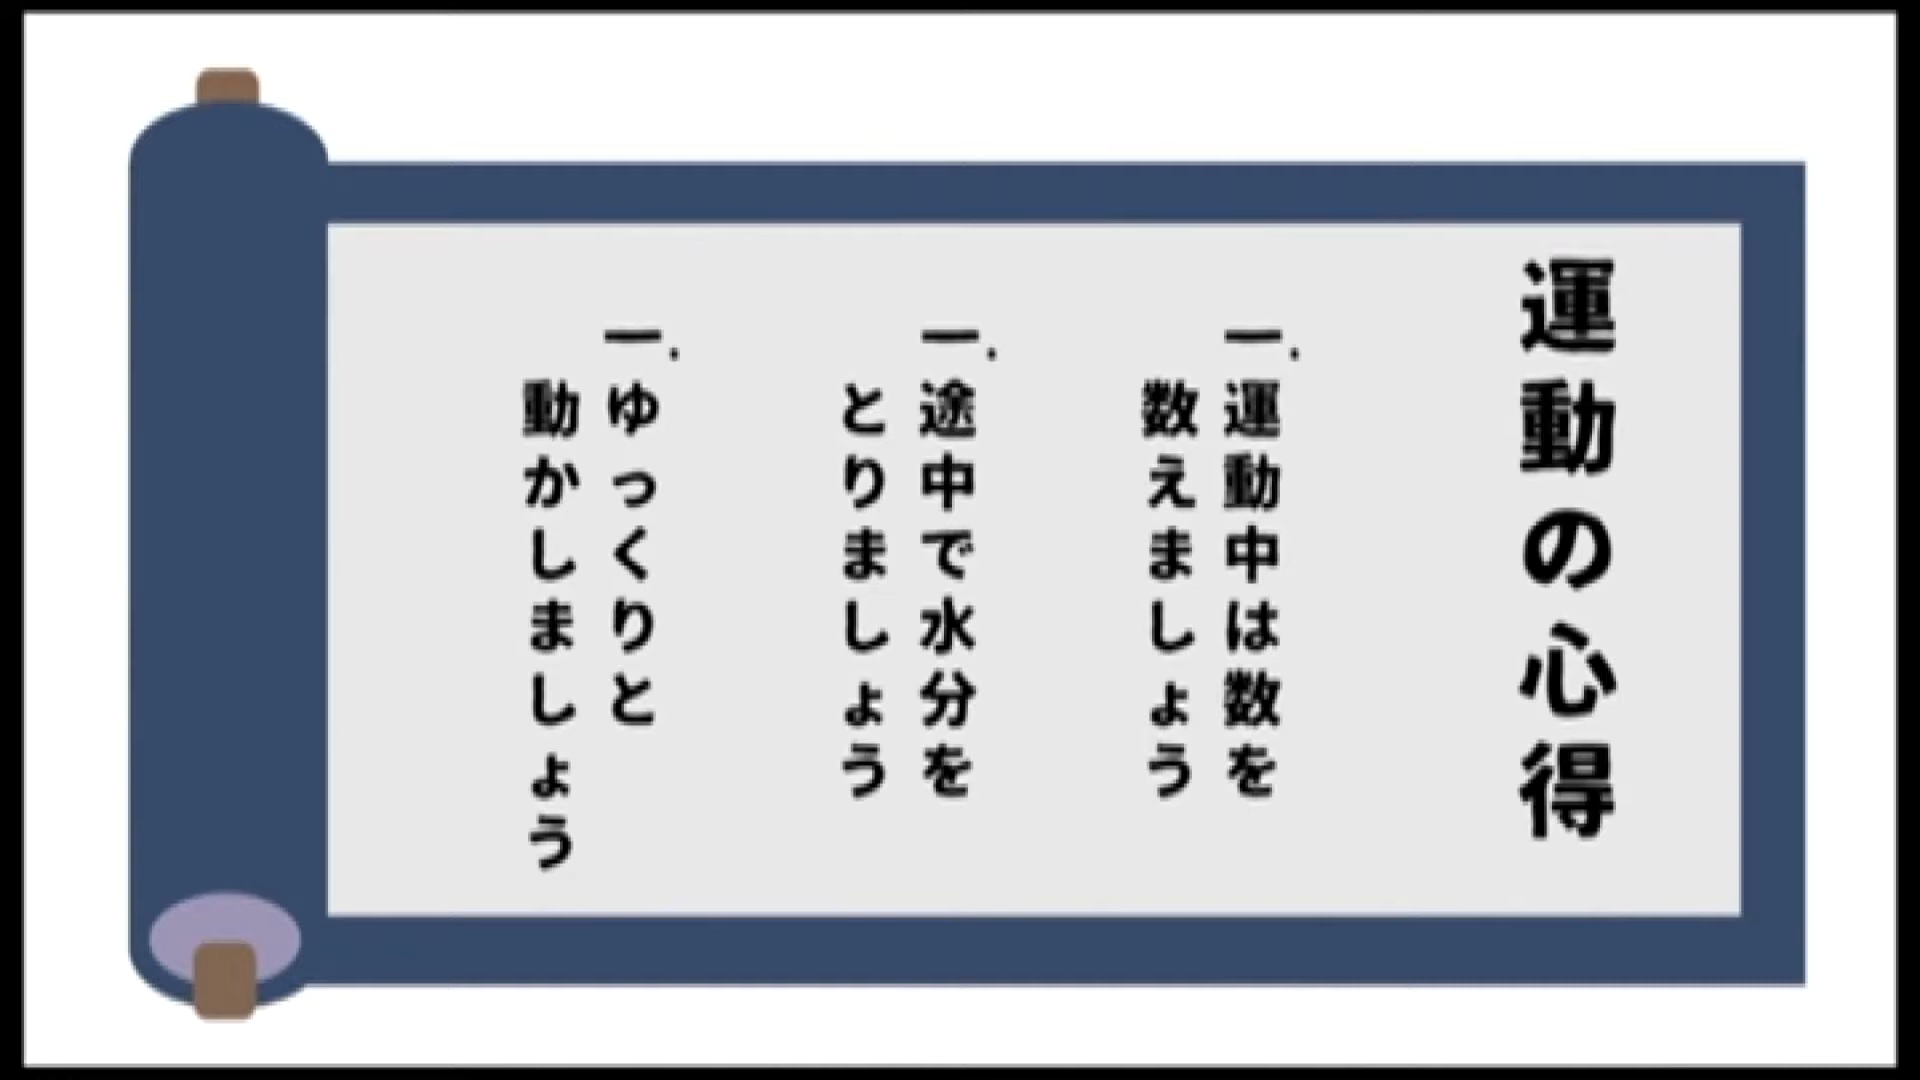 運動の心得
一.運動中は数を
数えましょう
一.途中で水分を
とりましょう
一.ゆっくりと
動かしましょう